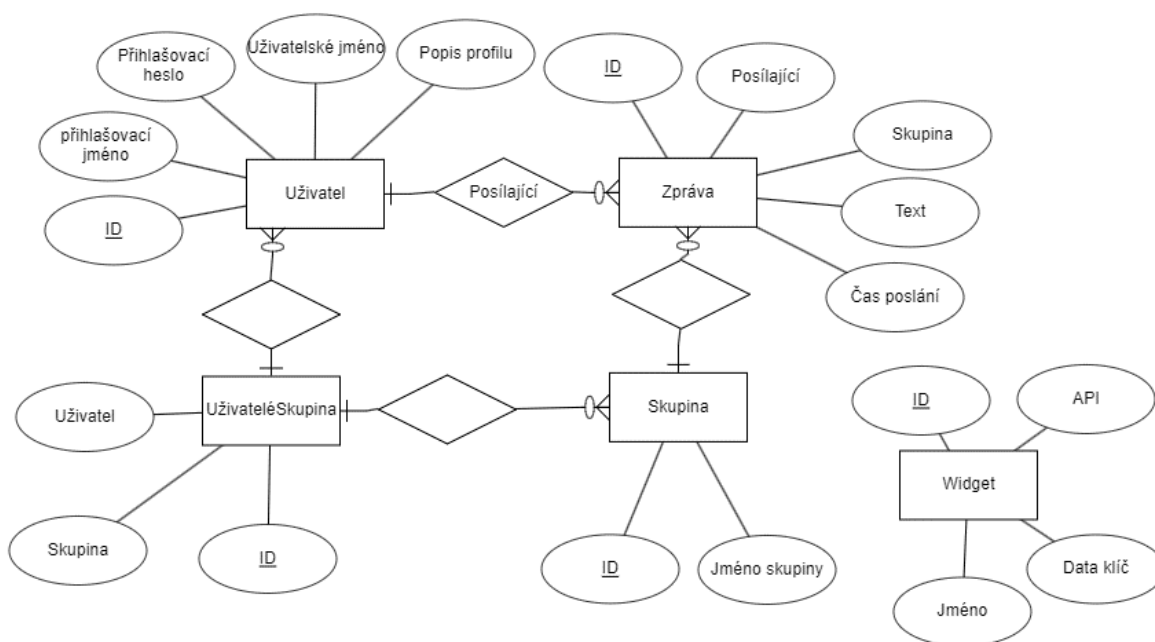 Přihlašovací
heslo
Uživatelské jméno
Popis profilu
ID
Posílající
přihlašovací
jméno
Skupina
Uživatel
Posílající
Zpráva
ID
Text
Čas poslání
Uživatel
UživateléSkupina
Skupina
ID
API
Widget
Skupina
ID
ID
Jméno skupiny
Data klíč
Jméno